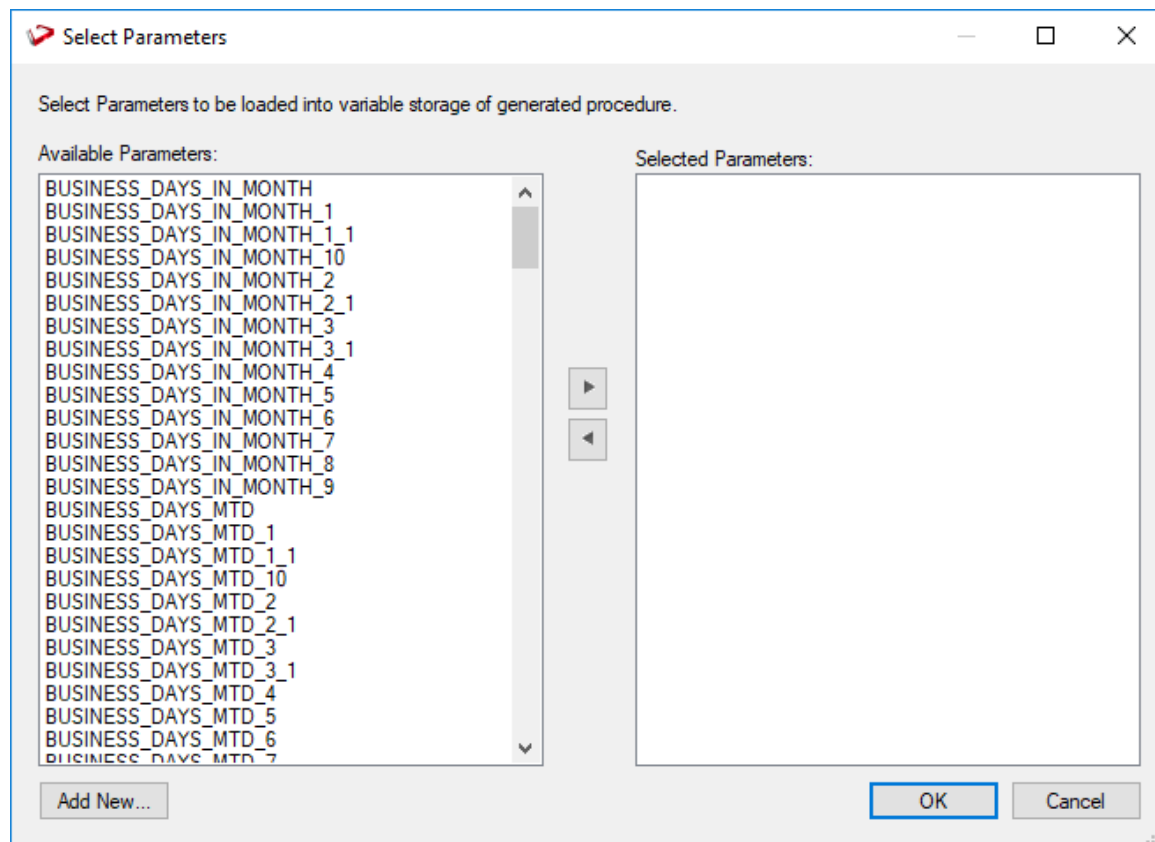 Select Parameters
Select Parameters to be loaded into variable storage of generated procedure.
Available Parameters:
BUSINESS_DAYS_IN_MONTH
BUSINESS_DAYS_IN_MONTH_1
BUSINESS_DAYS_IN_MONTH_1_1
BUSINESS_DAYS_IN_MONTH_10
BUSINESS_DAYS_IN_MONTH_2
BUSINESS_DAYS_IN_MONTH_2_1
BUSINESS_DAYS_IN_MONTH_3
BUSINESS_DAYS_IN_MONTH_3_1
BUSINESS_DAYS_IN_MONTH_4
BUSINESS_DAYS_IN_MONTH_5
BUSINESS_DAYS_IN_MONTH_6
BUSINESS_DAYS_IN_MONTH_7
BUSINESS_DAYS_IN_MONTH_8
BUSINESS_DAYS_IN_MONTH_9
BUSINESS_DAYS_MTD
BUSINESS_DAYS_MTD_1
BUSINESS_DAYS_MTD_1_1
BUSINESS_DAYS_MTD_10
BUSINESS_DAYS_MTD_2
BUSINESS_DAYS_MTD_2_1
BUSINESS_DAYS_MTD_3
BUSINESS_DAYS_MTD_3_1
BUSINESS_DAYS_MTD_4
BUSINESS_DAYS_MTD_5
BUSINESS_DAYS_MTD_6
BUSINESS_DAYS_MTD_7
Selected Parameters:
Add New...
OK
Cancel